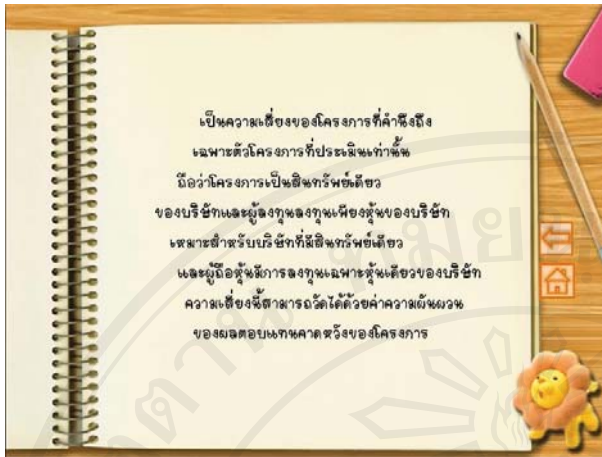 เป็นความเสี่ยงของโครงการที่คำนึงถึง
เฉพาะตัวโครงการที่ประเมินเท่านั้น
ถือว่าโครงการเป็นสินทรัพย์เดียว
ของบริษัทและผู้ลงทุนลงทุนเพียงหุ้นของบริษัท
เหมาะสำหรับบริษัทที่มีสินทรัพย์เดียว
และผู้ถือหุ้นมีการลงทุนเฉพาะหุ้นเดียวของบริษัท
ความเสี่ยงนี้สามารถวัดได้ด้วยค่าความผันผวน
ของผลตอบแทนคาดหวังของโครงการ